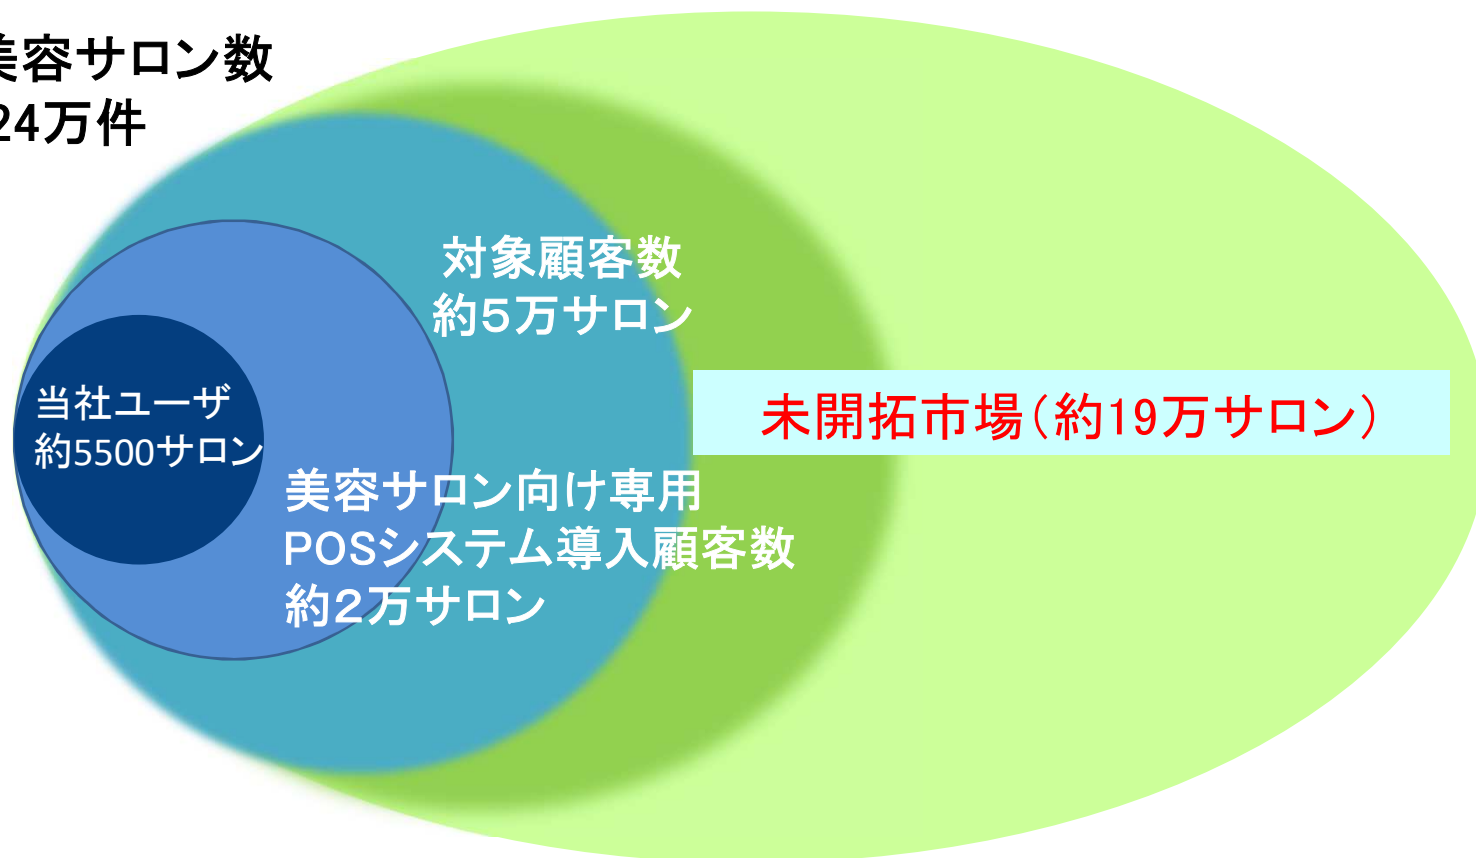 美容サロン数
24万件
対象顧客数
約5万サロン
未開拓市場(約19万サロン)
当社ユーザ
約5500サロン
美容サロン向け専用
POSシステム導入顧客数
約2万サロン